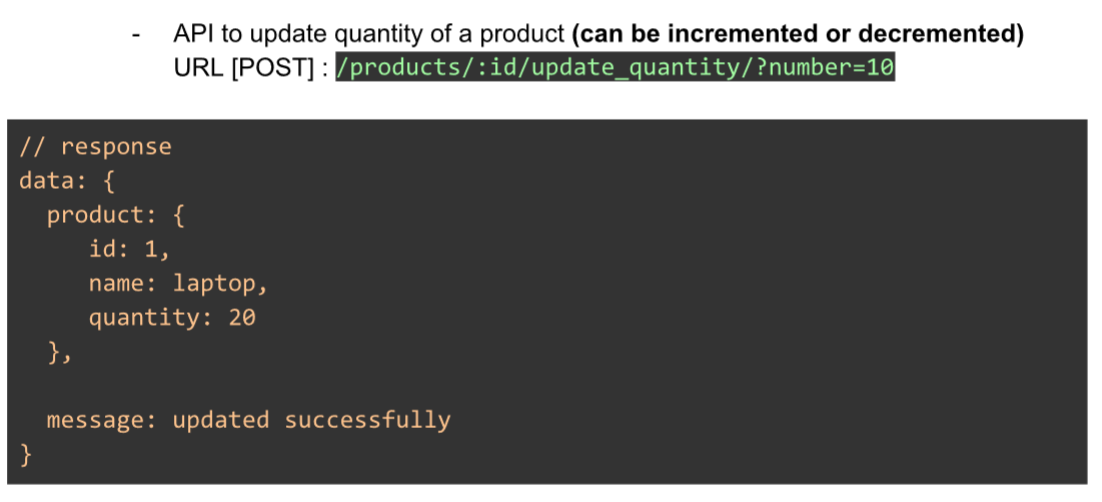 - API to update quantity of a product (can be incremented or decremented)
URL [POST] : /products/:id/update_quantity/?number=10
// response
data: {
product: {
id: 1,
name: laptop,
quantity: 20
},
message: updated successfully
}